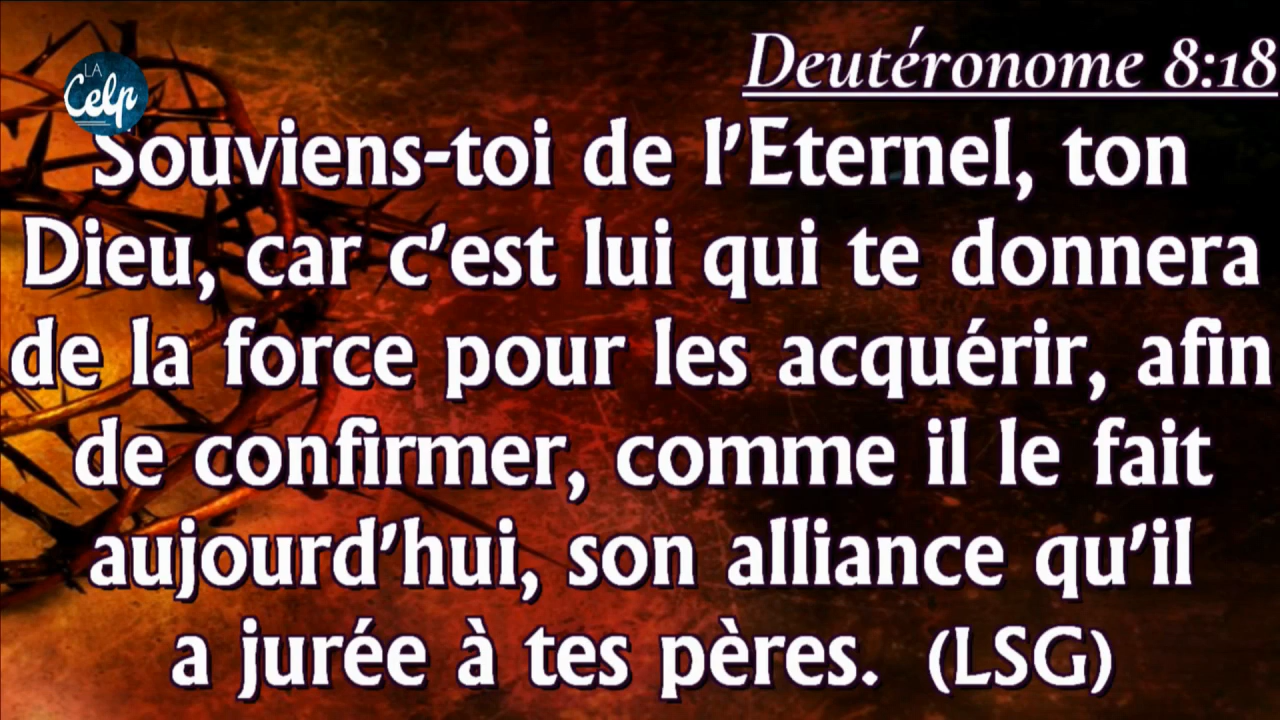 LA
Celp
Deutéronome 8:18
Souviens-toi de l'Eternel, ton
Dieu, car c'est lui qui te donnera
de la force pour les acquérir, afin
de confirmer, comme il le fait
aujourd'hui, son alliance qu'il
a jurée à tes pères. (LSG)